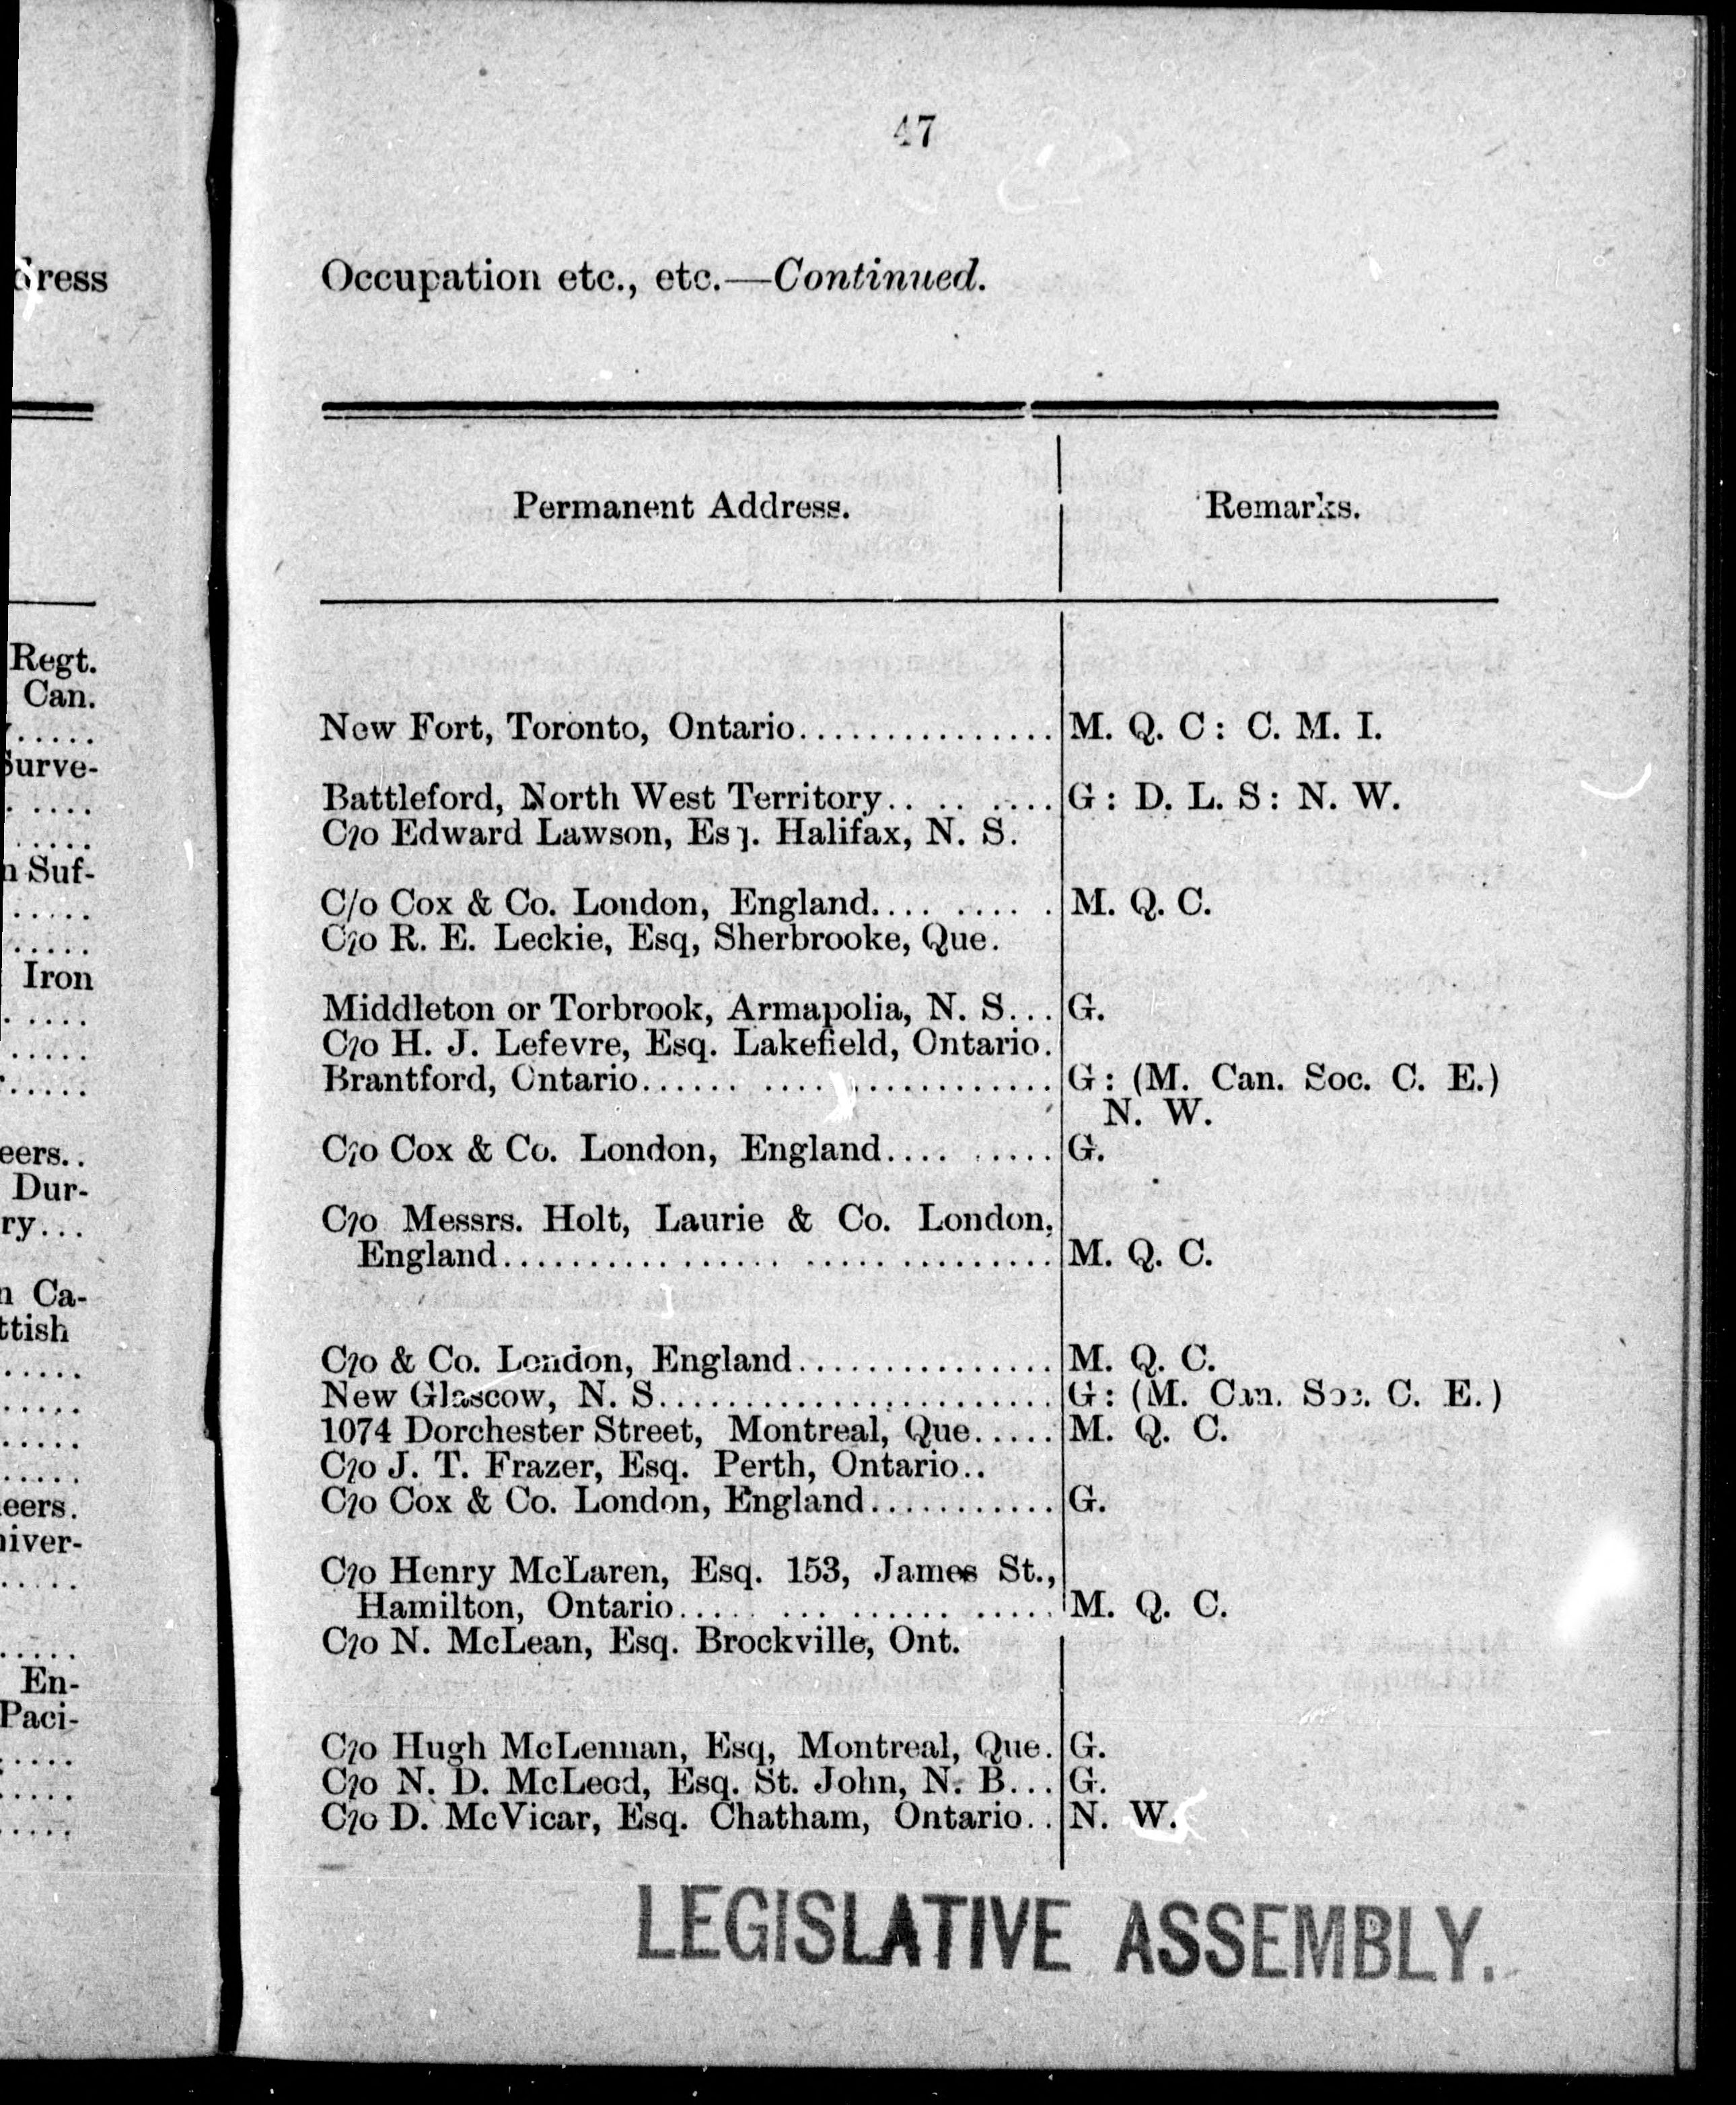 47
dress
Occupation etc., etc.—Continued.
Permanent Address. Remarks.
Regt.
Can.
.....
Surve-
.....
.....
n Suf-
.....
.....
Iron
.....
.....
.....
eers..
Dur-
ry...
n Ca-
ttish
.....
.....
.....
.....
eers.
niver-
.....
.....
En-
Paci-
.....
.....
.....
New Fort, Toronto, Ontario............... M. Q. C: C. M. I.
Battleford, North West Territory.. .. .... G: D. L. S: N. W.
C/o Edward Lawson, Esq. Halifax, N. S.
C/o Cox & Co. London, England.... ..... M. Q. C.
C/o R. E. Leckie, Esq, Sherbrooke, Que.
Middleton or Torbrook, Armapolia, N. S... G.
C/o H. J. Lefevre, Esq. Lakefield, Ontario.
Brantford, Ontario...... .... ............ G: (M. Can. Soc. C. E.)
N. W.
C/o Cox & Co. London, England.... ..... G.
C/o Messrs. Holt, Laurie & Co. London,
England................ .............. M. Q. C.
C/o & Co. London, England............... M. Q. C.
New Glascow, N. S....................... G: (M. Can. Soc. C. E.)
1074 Dorchester Street, Montreal, Que..... M. Q. C.
C/o J. T. Frazer, Esq. Perth, Ontario..
C/o Cox & Co. London, England........... G.
C/o Henry McLaren, Esq. 153, James St.,
Hamilton, Ontario.... ... ...... ..... M. Q. C.
C/o N. McLean, Esq. Brockville, Ont.
C/o Hugh McLennan, Esq, Montreal, Que. G.
C/o N. D. McLeod, Esq. St. John, N. B... G.
C/o D. McVicar, Esq. Chatham, Ontario.. N. W.
LEGISLATIVE ASSEMBLY.